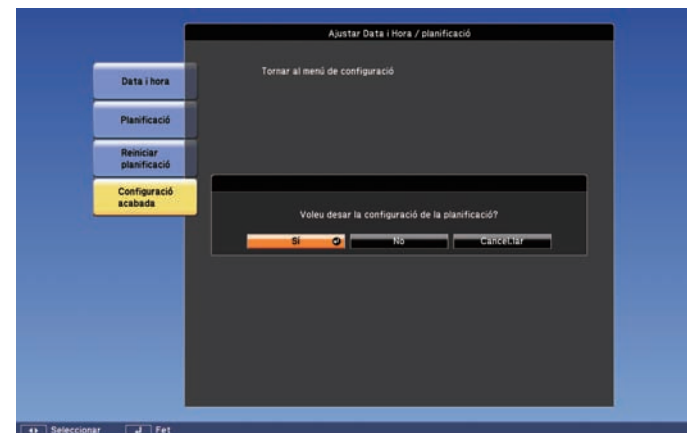 Ajustar Data i Hora / planificació
Tornar al menú de configuració
Data i hora
Planificació
Reiniciar
planificació
Configuració
acabada
Voleu desar la configuració de la planificació?
Sí No Cancel.lar
Seleccionar Fet